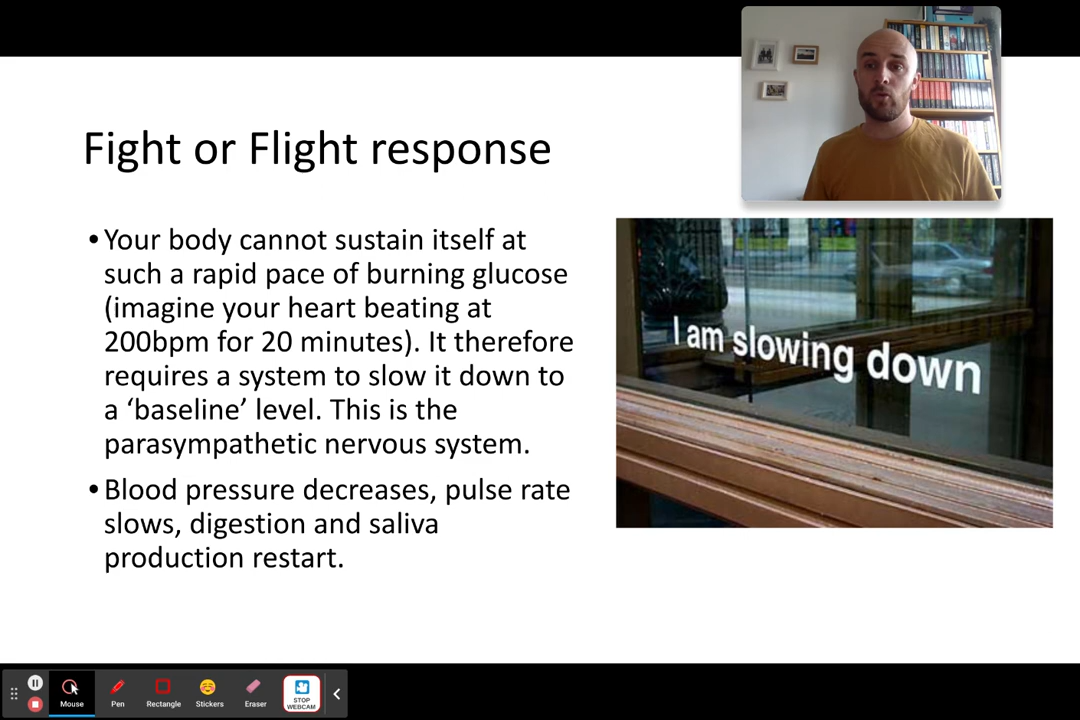 Fight or Flight response
•Your body cannot sustain itself at
such a rapid pace of burning glucose
(imagine your heart beating at
200bpm for 20 minutes). It therefore
requires a system to slow it down to
a ‘baseline’ level. This is the
parasympathetic nervous system.
•Blood pressure decreases, pulse rate
slows, digestion and saliva
production restart.
I am slowing down
Mouse
Pen
Rectangle
Stickers
Eraser
STOP
WEBCAM